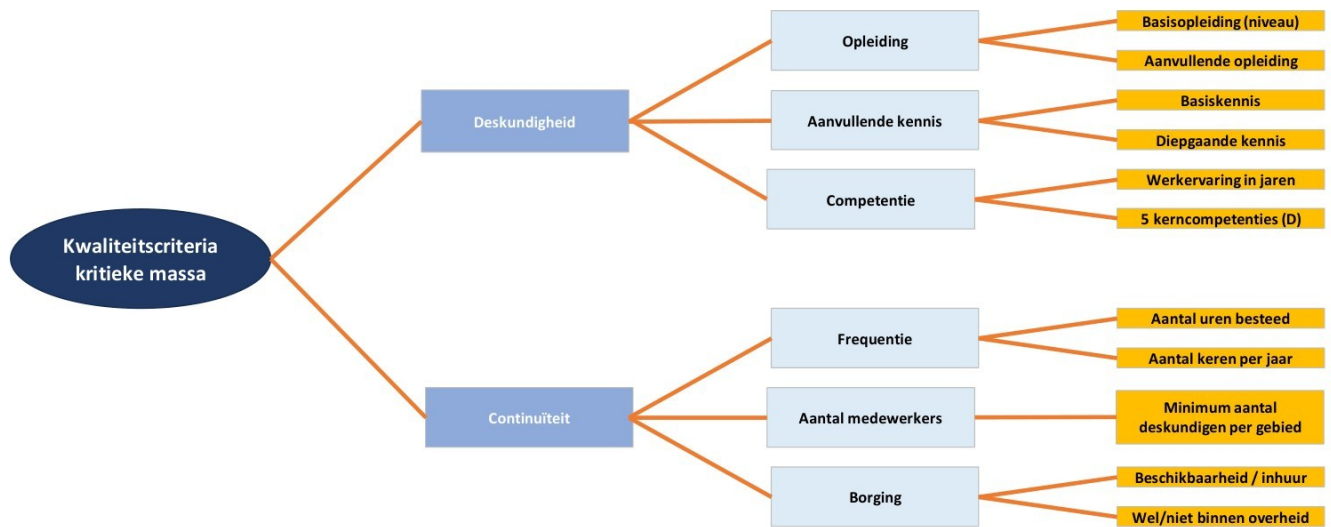 Kwaliteitscriteria
kritieke massa
Deskundigheid
Opleiding
Basisopleiding (niveau)
Aanvullende opleiding
Aanvullende kennis
Basiskennis
Diepgaande kennis
Competentie
Werkervaring in jaren
5 kerncompetenties (D)
Continuïteit
Frequentie
Aantal uren besteed
Aantal keren per jaar
Aantal medewerkers
Minimum aantal
deskundigen per gebied
Borging
Beschikbaarheid / inhuur
Wel/niet binnen overheid